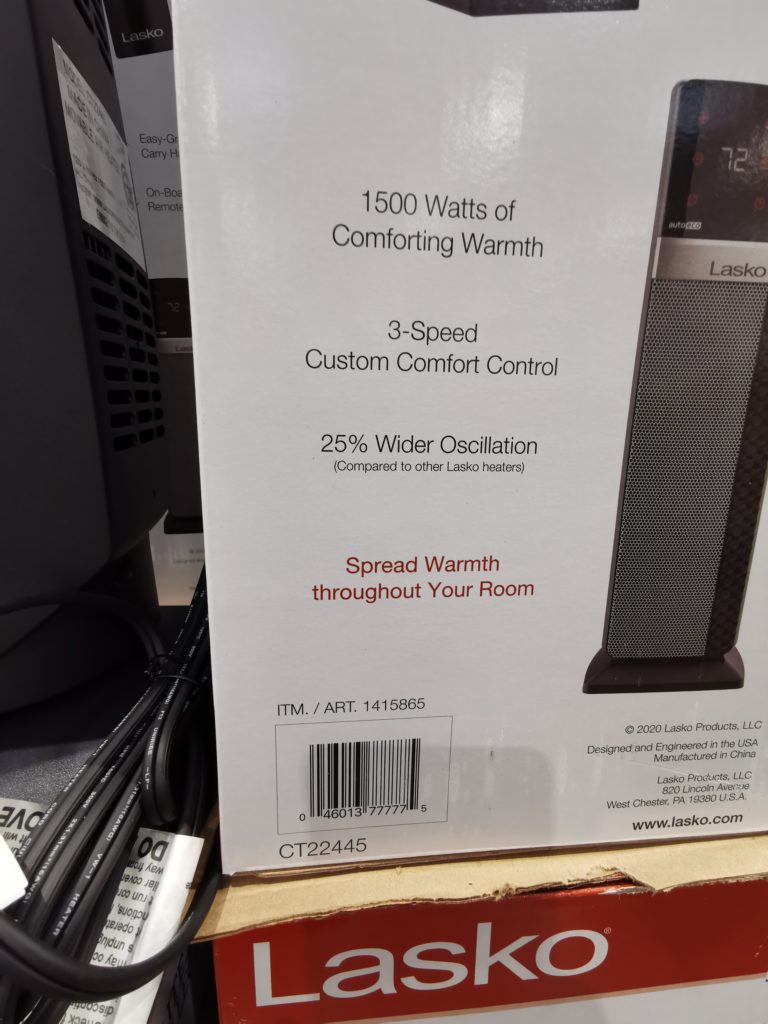 Lasko
Easy-Gr
Carry H
On-Boa
Remote
1500 Watts of
Comforting Warmth
3-Speed
Custom Comfort Control
25% Wider Oscillation
(Compared to other Lasko heaters)
Spread Warmth
throughout Your Room
72
autoeco
Lasko
ITM. / ART. 1415865
0 46013 77777 5
CT22445
© 2020 Lasko Products, LLC
Designed and Engineered in the USA
Manufactured in China
Lasko Products, LLC
820 Lincoln Avenue
West Chester, PA 19380 U.S.A.
www.lasko.com
Lasko®
HEATER